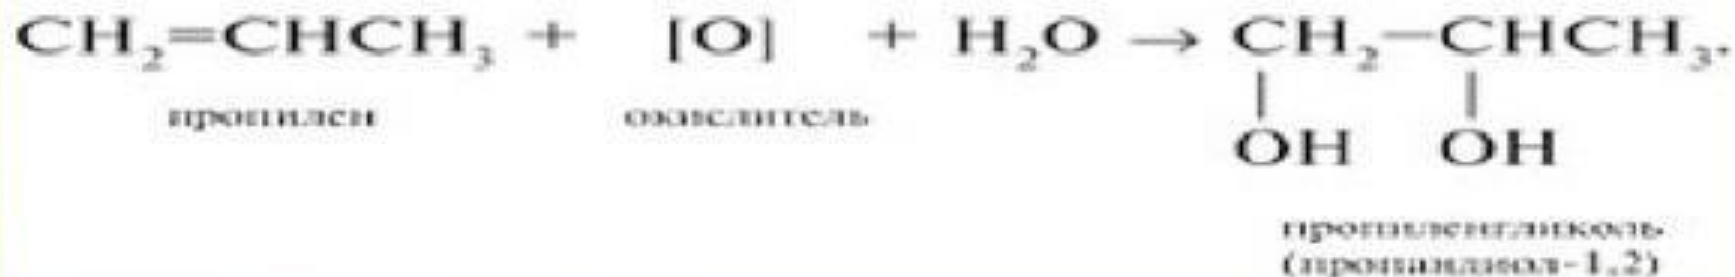 CH₂=CHCH₃ + [O] + H₂O → CH₂–CHCH₃.
| |
OH OH
пропилен окислитель
пропиленгликоль
(пропандиол-1,2)